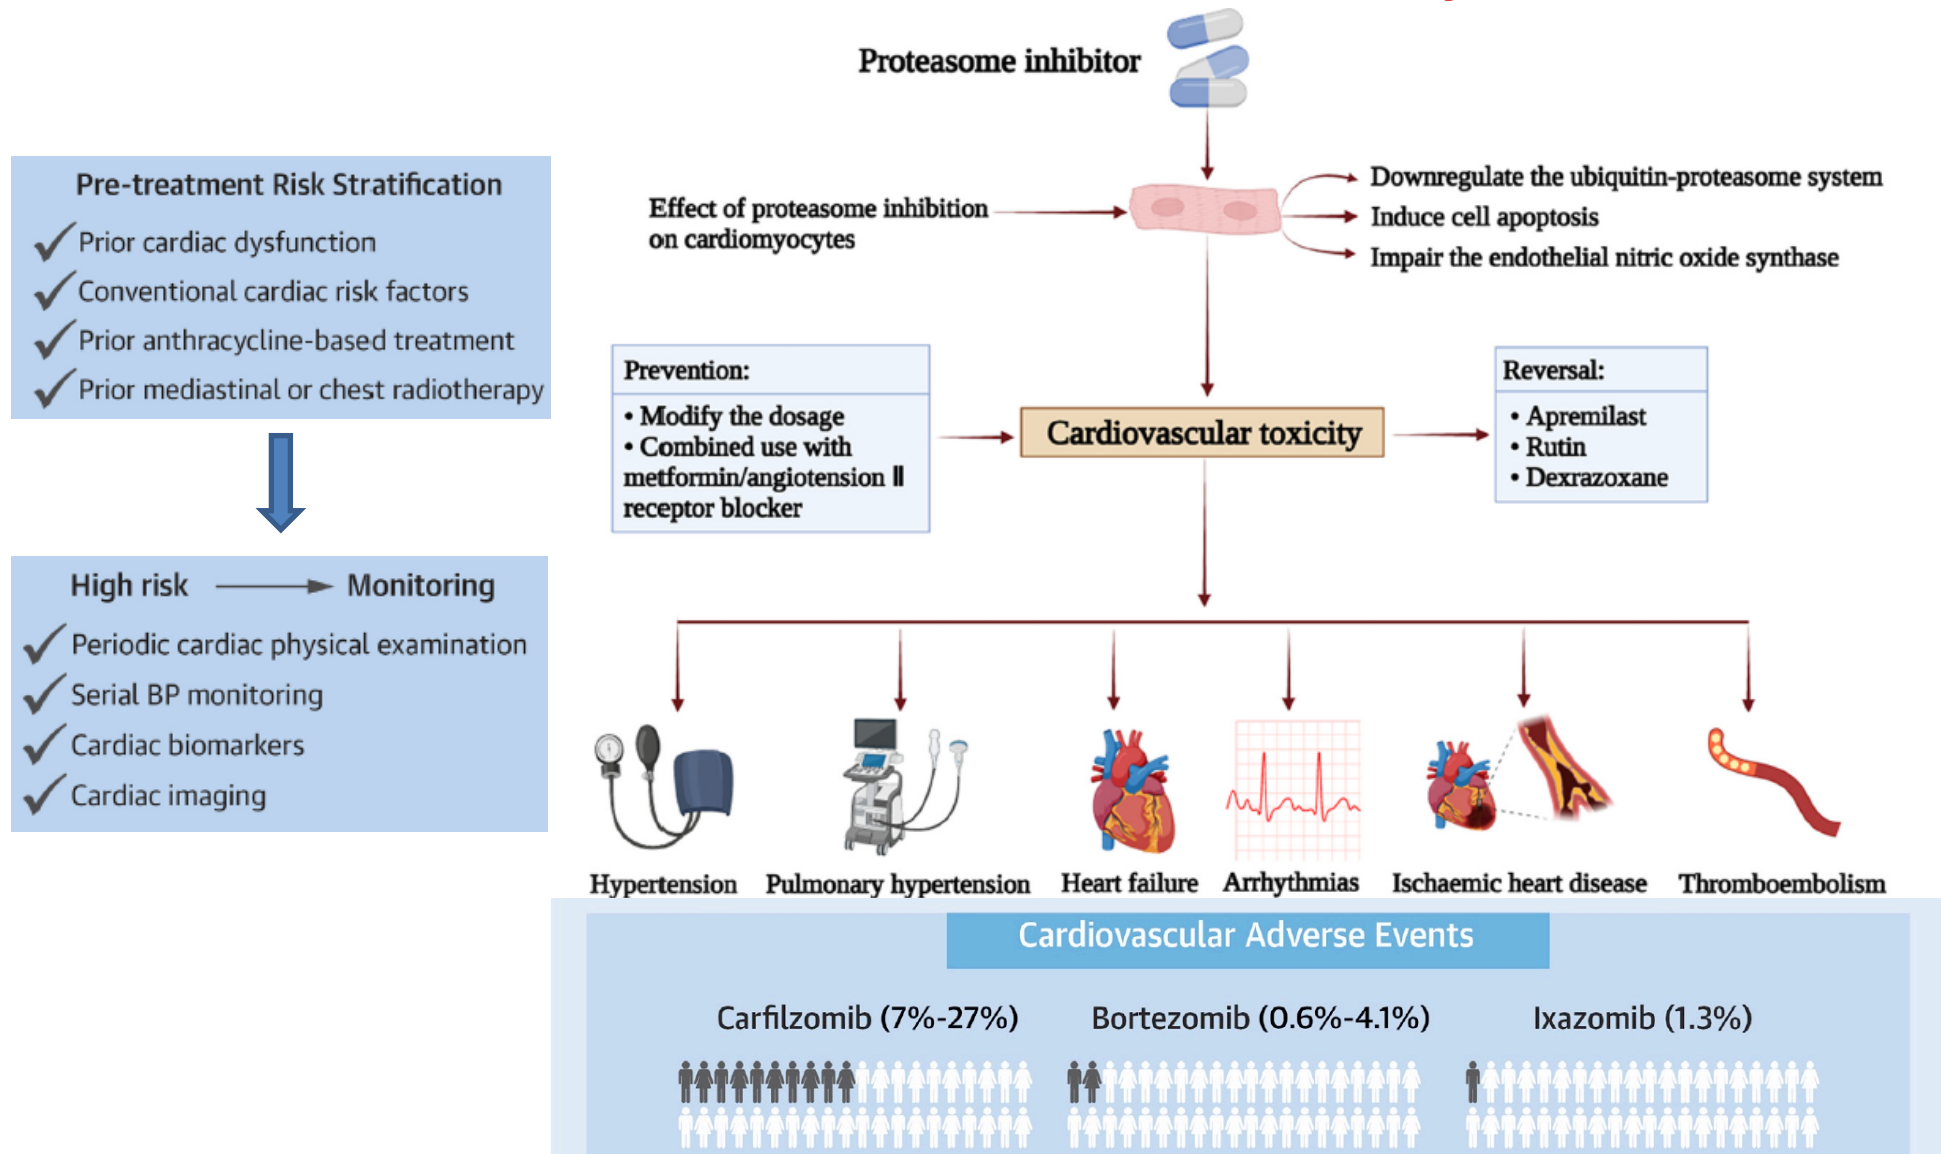 Proteasome inhibitor
Pre-treatment Risk Stratification
Prior cardiac dysfunction
Conventional cardiac risk factors
Prior anthracycline-based treatment
Prior mediastinal or chest radiotherapy
High risk
Monitoring
Periodic cardiac physical examination
Serial BP monitoring
Cardiac biomarkers
Cardiac imaging
Effect of proteasome inhibition
on cardiomyocytes
Downregulate the ubiquitin-proteasome system
Induce cell apoptosis
Impair the endothelial nitric oxide synthase
Prevention:
• Modify the dosage
• Combined use with
metformin/angiotension Ⅱ
receptor blocker
Cardiovascular toxicity
Reversal:
• Apremilast
• Rutin
• Dexrazoxane
Hypertension
Pulmonary hypertension
Heart failure
Arrhythmias
Ischaemic heart disease
Thromboembolism
Cardiovascular Adverse Events
Carfilzomib (7%-27%)
Bortezomib (0.6%-4.1%)
Ixazomib (1.3%)